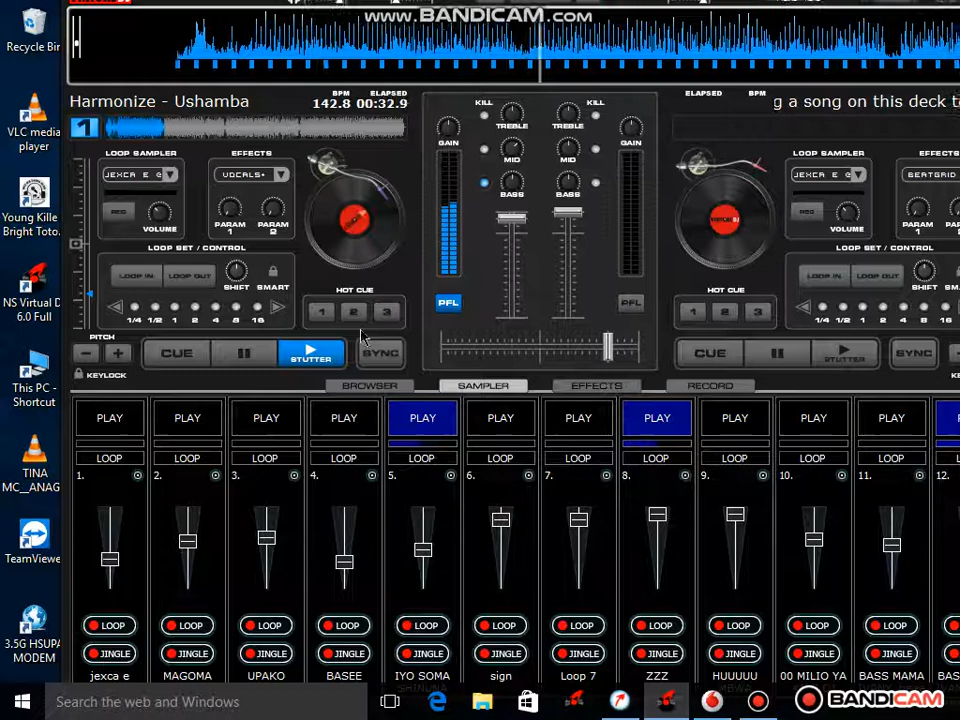 WWW.BANDICAM.COM
Recycle Bin
VLC media
player
Young Kille
Bright Toto.
NS Virtual D
6.0 Full
This PC -
Shortcut
TINA
MC__ANAG
TeamViewe
3.5G HSUPA
MODEM
Harmonize - Ushamba
BPM ELAPSED
142.8 00:32.9
ELAPSED BPM
g a song on this deck t
1
LOOP SAMPLER EFFECTS
JEXCA E VOCALS+
REC
VOLUME PARAM 1 PARAM 2
LOOP SET / CONTROL
LOOP IN LOOP OUT
SHIFT SMART
1/4 1/2 1 2 4 8 16
HOT CUE
1 2 3
PITCH
- +
KEYLOCK
CUE STUTTER SYNC
KILL KILL
TREBLE TREBLE
GAIN GAIN
MID MID
BASS BASS
PFL PFL
LOOP SAMPLER EFFECTS
JEXCA E BEATGRID
REC
VOLUME PARAM 1
LOOP SET / CONTROL
LOOP IN LOOP OUT
SHIFT
1/4 1/2 1 2 4 8 16
HOT CUE
1 2 3
CUE STUTTER SYNC
KEYLOCK
BROWSER SAMPLER EFFECTS RECORD
PLAY PLAY PLAY PLAY PLAY PLAY PLAY PLAY PLAY PLAY PLAY
LOOP LOOP LOOP LOOP LOOP LOOP LOOP LOOP LOOP LOOP LOOP
1. 2. 3. 4. 5. 6. 7. 8. 9. 10. 11. 12.
LOOP LOOP LOOP LOOP LOOP LOOP LOOP LOOP LOOP LOOP LOOP
JINGLE JINGLE JINGLE JINGLE JINGLE JINGLE JINGLE JINGLE JINGLE JINGLE JINGLE
jexca e MAGOMA UPAKO BASEE IYO SOMA sign Loop 7 ZZZ HUUUUU 00 MILIO YA BASS MAMA
Search the web and Windows
BANDICAM